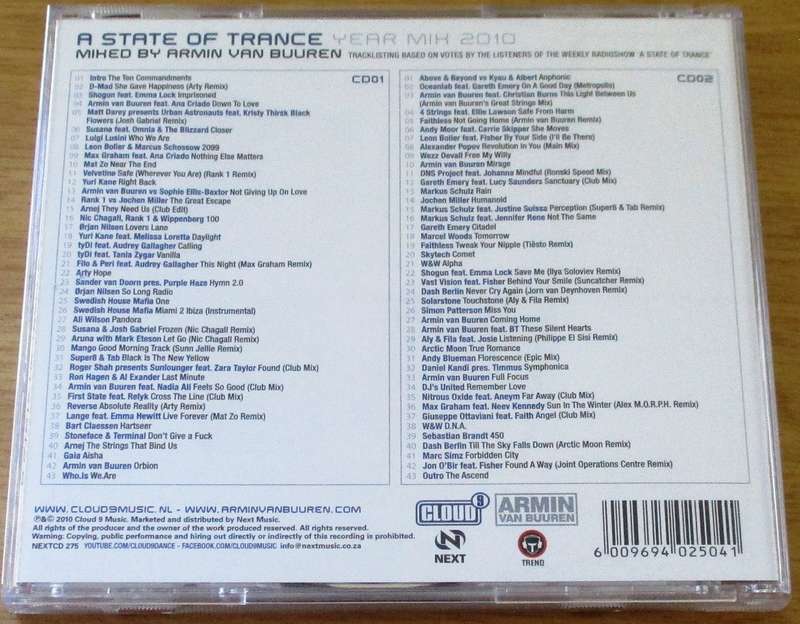 A STATE OF TRANCE YEAR MIX 2010
MIXED BY ARMIN VAN BUUREN TRACKLISTING BASED ON VOTES BY THE LISTENERS OF THE WEEKLY RADIOSHOW 'A STATE OF TRANCE'
CD01
01 Intro The Ten Commandments
02 D-Mad She Gave Happiness (Arty Remix)
03 Shogun feat. Emma Lock Imprisoned
04 Armin van Buuren feat. Ana Criado Down To Love
05 Matt Darey presents Urban Astronauts feat. Kristy Thirsk Black
Flowers (Josh Gabriel Remix)
06 Susana feat. Omnia & The Blizzard Closer
07 Luigi Lusini Who We Are
08 Leon Bolier & Marcus Schossow 2099
09 Max Graham feat. Ana Criado Nothing Else Matters
10 Mat Zo Near The End
11 Velvetine Safe (Wherever You Are) (Rank 1 Remix)
12 Yuri Kane Right Back
13 Armin van Buuren vs Sophie Ellis-Bextor Not Giving Up On Love
14 Rank 1 vs Jochen Miller The Great Escape
15 Arnej They Need Us (Club Edit)
16 Nic Chagall, Rank 1 & Wippenberg 100
17 Ørjan Nilsen Lovers Lane
18 Yuri Kane feat. Melissa Loretta Daylight
19 tyDi feat. Audrey Gallagher Calling
20 tyDi feat. Tania Zygar Vanilla
21 Filo & Peri feat. Audrey Gallagher This Night (Max Graham Remix)
22 Arty Hope
23 Sander van Doorn pres. Purple Haze Hymn 2.0
24 Ørjan Nilsen So Long Radio
25 Swedish House Mafia One
26 Swedish House Mafia Miami 2 Ibiza (Instrumental)
27 Ali Wilson Pandora
28 Susana & Josh Gabriel Frozen (Nic Chagall Remix)
29 Aruna with Mark Eteson Let Go (Nic Chagall Remix)
30 Mango Good Morning Track (Sunn Jellie Remix)
31 Super8 & Tab Black Is The New Yellow
32 Roger Shah presents Sunlounger feat. Zara Taylor Found (Club Mix)
33 Ron Hagen & Al Exander Last Minute
34 Armin van Buuren feat. Nadia Ali Feels So Good (Club Mix)
35 First State feat. Relyk Cross The Line (Club Mix)
36 Reverse Absolute Reality (Arty Remix)
37 Lange feat. Emma Hewitt Live Forever (Mat Zo Remix)
38 Bart Claessen Hartseer
39 Stoneface & Terminal Don't Give a Fuck
40 Arnej The Strings That Bind Us
41 Gaia Aisha
42 Armin van Buuren Orbion
43 Who.Is We.Are
CD02
01 Above & Beyond vs Kyau & Albert Anphonic
02 Oceanlab feat. Gareth Emery On A Good Day (Metropolis)
03 Armin van Buuren feat. Christian Burns This Light Between Us
(Armin van Buuren's Great Strings Mix)
04 4 Strings feat. Ellie Lawson Safe From Harm
05 Faithless Not Going Home (Armin van Buuren Remix)
06 Andy Moor feat. Carrie Skipper She Moves
07 Leon Bolier feat. Fisher By Your Side (I'll Be There)
08 Alexander Popov Revolution In You (Main Mix)
09 Wezz Devall Free My Willy
10 Armin van Buuren Mirage
11 DNS Project feat. Johanna Mindful (Ronski Speed Mix)
12 Gareth Emery feat. Lucy Saunders Sanctuary (Club Mix)
13 Markus Schulz Rain
14 Jochen Miller Humanoid
15 Markus Schulz feat. Justine Suissa Perception (Super8 & Tab Remix)
16 Markus Schulz feat. Jennifer Rene Not The Same
17 Gareth Emery Citadel
18 Marcel Woods Tomorrow
19 Faithless Tweak Your Nipple (Tiësto Remix)
20 Skytech Comet
21 W&W Alpha
22 Shogun feat. Emma Lock Save Me (Ilya Soloviev Remix)
23 Vast Vision feat. Fisher Behind Your Smile (Suncatcher Remix)
24 Dash Berlin Never Cry Again (Jorn van Deynhoven Remix)
25 Solarstone Touchstone (Aly & Fila Remix)
26 Simon Patterson Miss You
27 Armin van Buuren Coming Home
28 Armin van Buuren feat. BT These Silent Hearts
29 Aly & Fila feat. Josie Listening (Philippe El Sisi Remix)
30 Arctic Moon True Romance
31 Andy Blueman Florescence (Epic Mix)
32 Daniel Kandi pres. Timmus Symphonica
33 Armin van Buuren Full Focus
34 DJ's United Remember Love
35 Nitrous Oxide feat. Aneym Far Away (Club Mix)
36 Max Graham feat. Neev Kennedy Sun In The Winter (Alex M.O.R.P.H. Remix)
37 Giuseppe Ottaviani feat. Faith Angel (Club Mix)
38 W&W D.N.A.
39 Sebastian Brandt 450
40 Dash Berlin Till The Sky Falls Down (Arctic Moon Remix)
41 Marc Simz Forbidden City
42 Jon O'Bir feat. Fisher Found A Way (Joint Operations Centre Remix)
43 Outro The Ascend
WWW.CLOUD9MUSIC.NL - WWW.ARMINVANBUUREN.COM
℗&© 2010 Cloud 9 Music. Marketed and distributed by Next Music.
All rights of the producer and the owner of the work produced reserved. All rights reserved.
Warning: Copying, public performance and hiring out directly or indirectly of this recording is prohibited.
NEXTCD 275 YOUTUBE.COM/CLOUD9DANCE - FACEBOOK.COM/CLOUD9MUSIC info@nextmusic.co.za
CLOUD 9
ARMIN
VAN BUUREN
NEXT
TREND
6 009694 025041